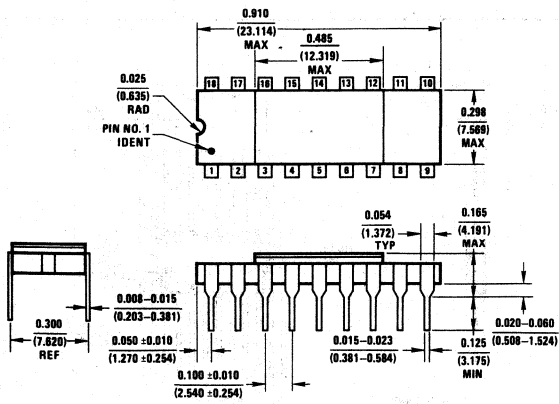 0.910
(23.114)
MAX
0.485
(12.319)
MAX
0.025
(0.635)
RAD
18 17 16 15 14 13 12 11 10
PIN NO. 1
IDENT
0.298
(7.569)
MAX
1 2 3 4 5 6 7 8 9
0.054
(1.372)
TYP
0.165
(4.191)
MAX
0.008–0.015
(0.203–0.381)
0.300
(7.620)
REF
0.050 ±0.010
(1.270 ±0.254)
0.100 ±0.010
(2.540 ±0.254)
0.015–0.023
(0.381–0.584)
0.020–0.060
(0.508–1.524)
0.125
(3.175)
MIN